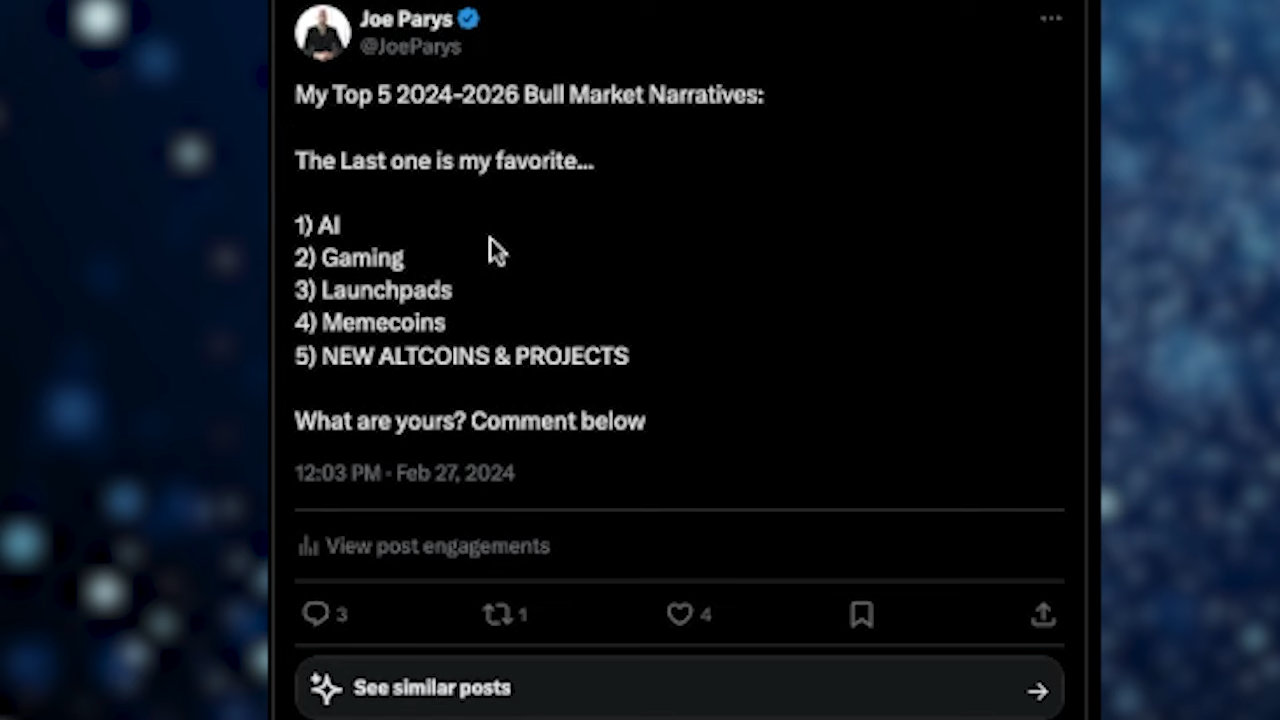 Joe Parys
@JoeParys
My Top 5 2024-2026 Bull Market Narratives:
The Last one is my favorite...
1) AI
2) Gaming
3) Launchpads
4) Memecoins
5) NEW ALTCOINS & PROJECTS
What are yours? Comment below
12:03 PM · Feb 27, 2024
View post engagements
3 1 4
See similar posts